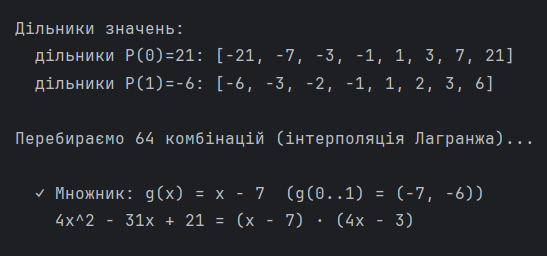 Дільники значень:
дільники P(0)=21: [-21, -7, -3, -1, 1, 3, 7, 21]
дільники P(1)=-6: [-6, -3, -2, -1, 1, 2, 3, 6]
Перебираємо 64 комбінацій (інтерполяція Лагранжа)...
✓ Множник: g(x) = x - 7  (g(0..1) = (-7, -6))
4x^2 - 31x + 21 = (x - 7) · (4x - 3)